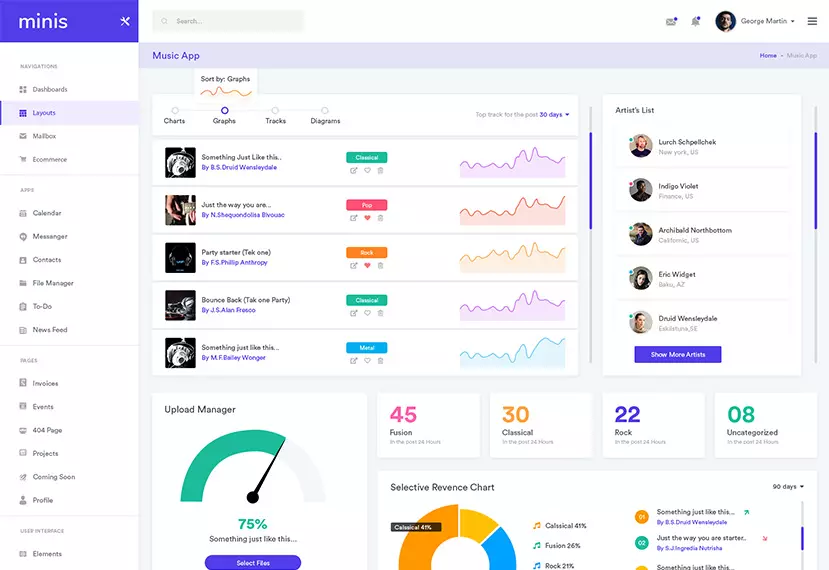 minis
Search...
George Martin
Music App
Home - Music App
NAVIGATIONS
Dashboards
Layouts
Mailbox
Ecommerce
APPS
Calendar
Messanger
Contacts
File Manager
To-Do
News Feed
PAGES
Invoices
Events
404 Page
Projects
Coming Soon
Profile
USER INTERFACE
Elements
Sort by: Graphs
Charts
Graphs
Tracks
Diagrams
Top track for the post 30 days
Something Just Like this..
By B.S.Druid Wensleydale
Classical
Just the way you are...
By N.Shequondolisa Bivouac
Pop
Party starter (Tek one)
By F.S.Phillip Anthropy
Rock
Bounce Back (Tak one Party)
By J.S.Alan Fresco
Classical
Something just like this...
By M.F.Bailey Wonger
Metal
Artist's List
Lurch Spellchek
New york, US
Indigo Violet
Finance, US
Archibald Northbottom
Californic, US
Eric Widget
Baku, AZ
Druid Wensleydale
Eskilstuna,SE
Show More Artists
Upload Manager
75%
Something just like this...
Select Files
45
Fusion
In the post 24 Hours
30
Classical
In the post 24 Hours
22
Rock
In the post 24 Hours
08
Uncategorized
In the post 24 Hours
Selective Revence Chart
90 days
Calssical 41%
Calssical 41%
Fusion 26%
Rock 21%
01
Something just like this...
By B.S.Druid Wensleydale
02
Just the way you are starter..
By S.J.Ingredia Nutrisha
Something just like this...